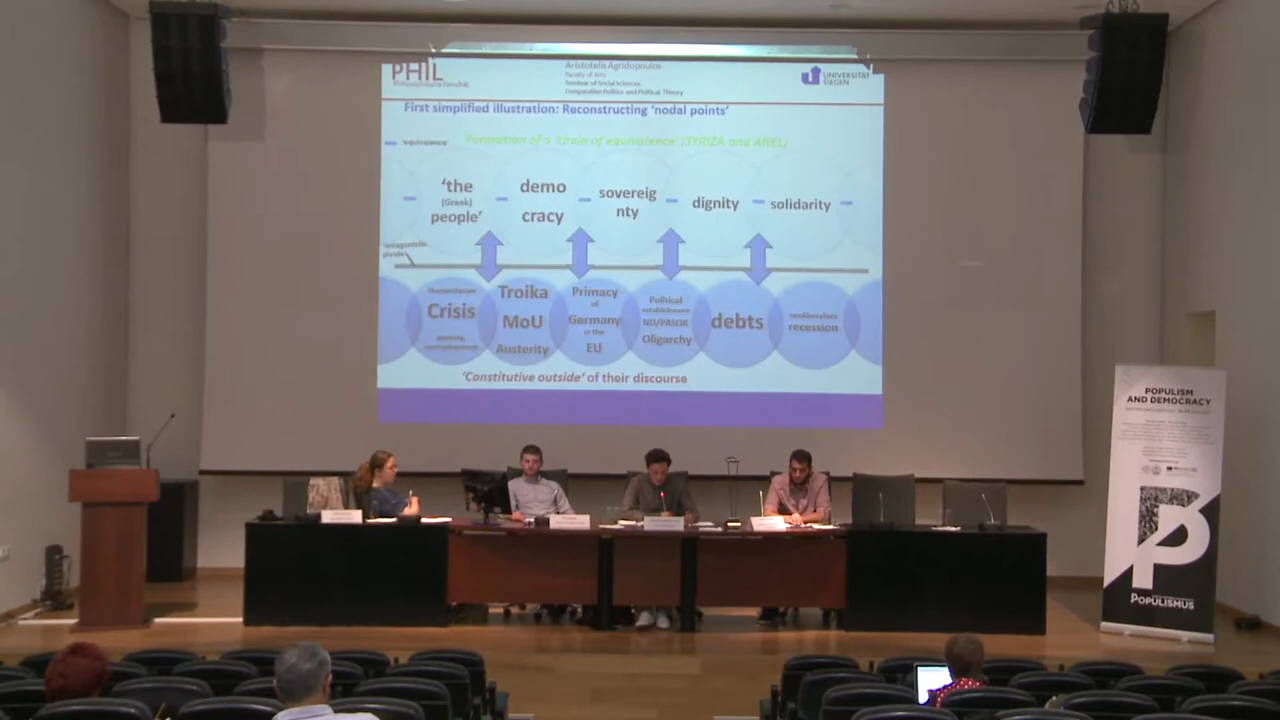 PHIL
Philosophische Fakultät
Aristotelis Agridopoulos
Faculty of Arts
Seminar of Social Sciences
Comparative Politics and Political Theory
UNIVERSITÄT
SIEGEN
First simplified illustration: Reconstructing ‘nodal points’
‘equivalence’
Formation of a ‘chain of equivalence’ (SYRIZA and ANEL)
‘the
(Greek)
people’
demo
cracy
sovereig
nty
dignity
solidarity
antagonistic
Humanitarian
Crisis
poverty,
unemployment
Troika
MoU
Austerity
Primacy
of
Germany
in the
EU
Political
establishment
ND/PASOK
Oligarchy
debts
neoliberalism
recession
‘Constitutive outside’ of their discourse
POPULISM
AND DEMOCRACY
P
POPULISMUS